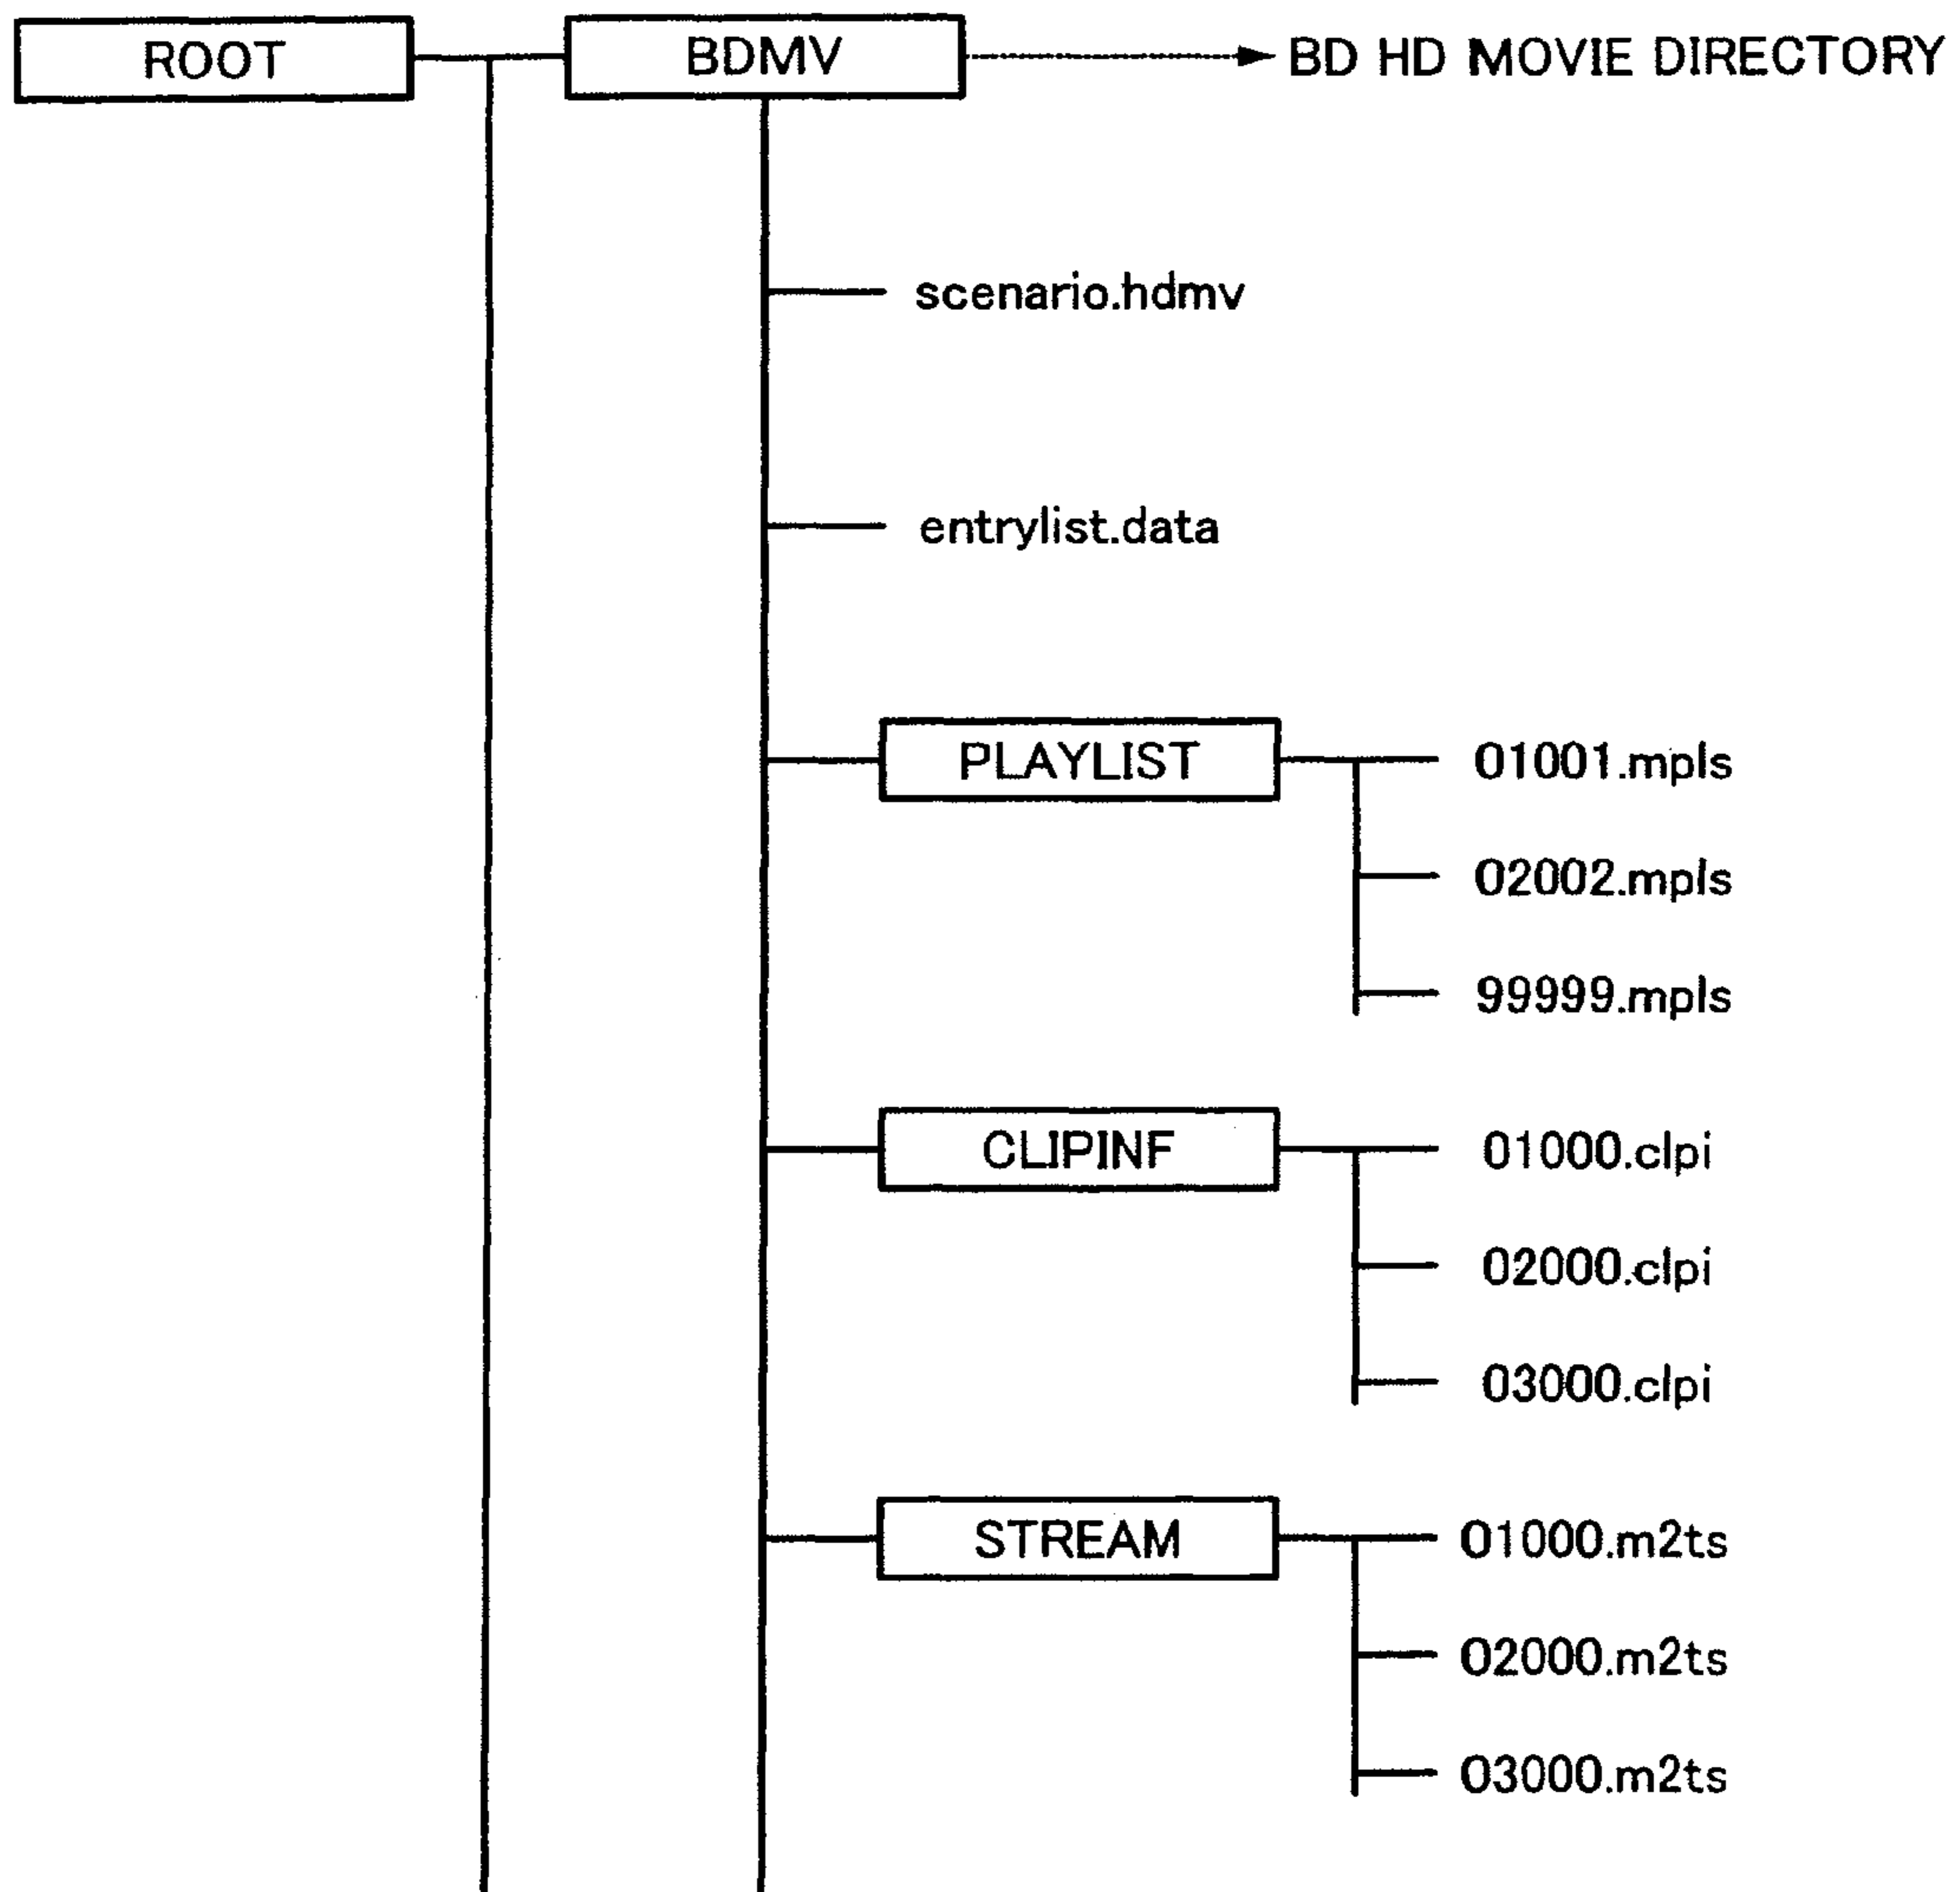 ROOT
BDMV
BD HD MOVIE DIRECTORY
scenario.hdmv
entrylist.data
PLAYLIST
01001.mpls
02002.mpls
99999.mpls
CLIPINF
01000.clpi
02000.clpi
03000.clpi
STREAM
01000.m2ts
02000.m2ts
03000.m2ts